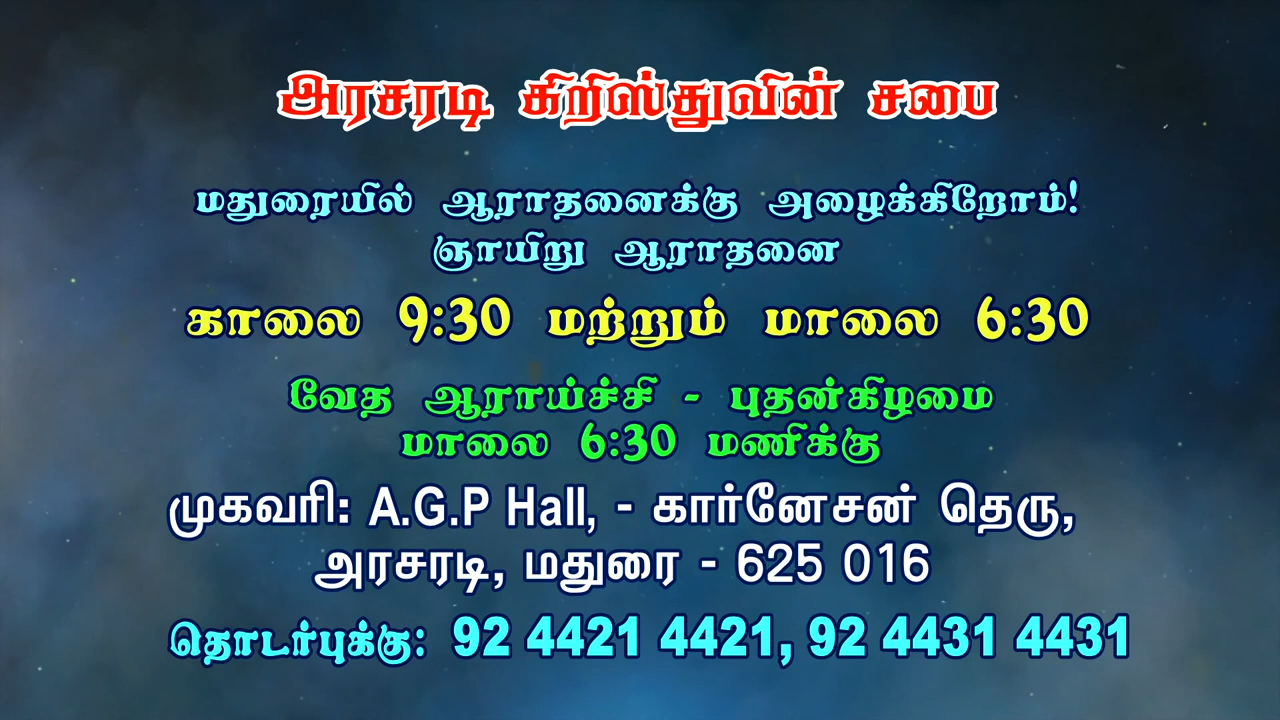 அரசரடி கிறிஸ்துவின் சபை
மதுரையில் ஆராதனைக்கு அழைக்கிறோம்!
ஞாயிறு ஆராதனை
காலை 9:30 மற்றும் மாலை 6:30
வேத ஆராய்ச்சி - புதன்கிழமை
மாலை 6:30 மணிக்கு
முகவரி: A.G.P Hall, - கார்னேசன் தெரு,
அரசரடி, மதுரை - 625 016
தொடர்புக்கு: 92 4421 4421, 92 4431 4431